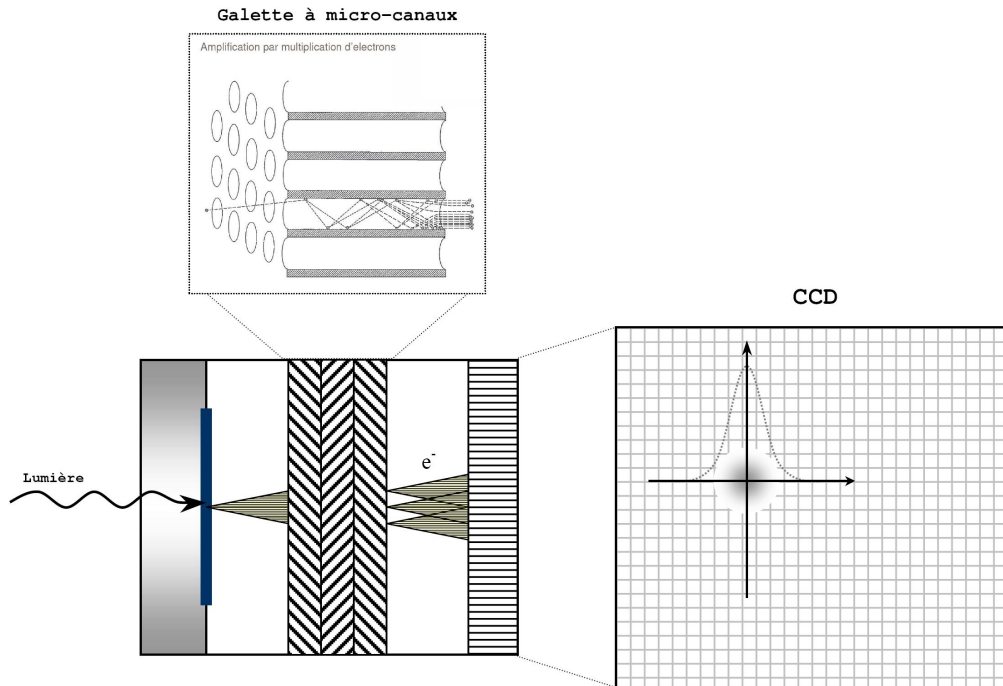 Galette à micro-canaux
Amplification par multiplication d'electrons
CCD
e-
Lumière